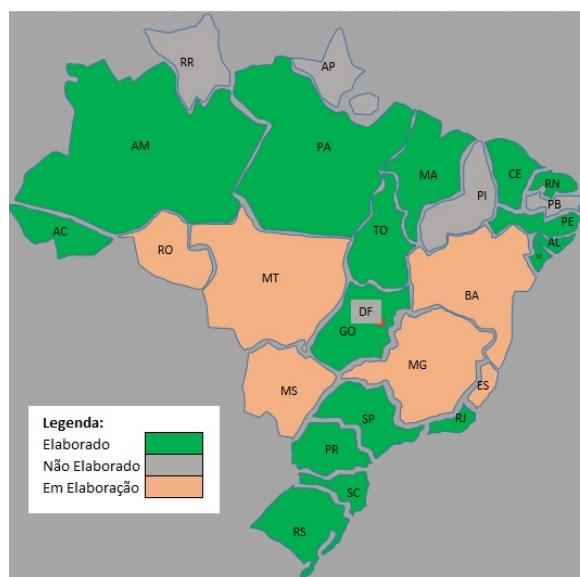 RR
AP
AM
PA
MA
CE
RN
PI
PB
PE
AC
TO
AL
SE
RO
MT
BA
DF
GO
MG
MS
ES
SP
RJ
PR
SC
RS
Legenda:
Elaborado
Não Elaborado
Em Elaboração